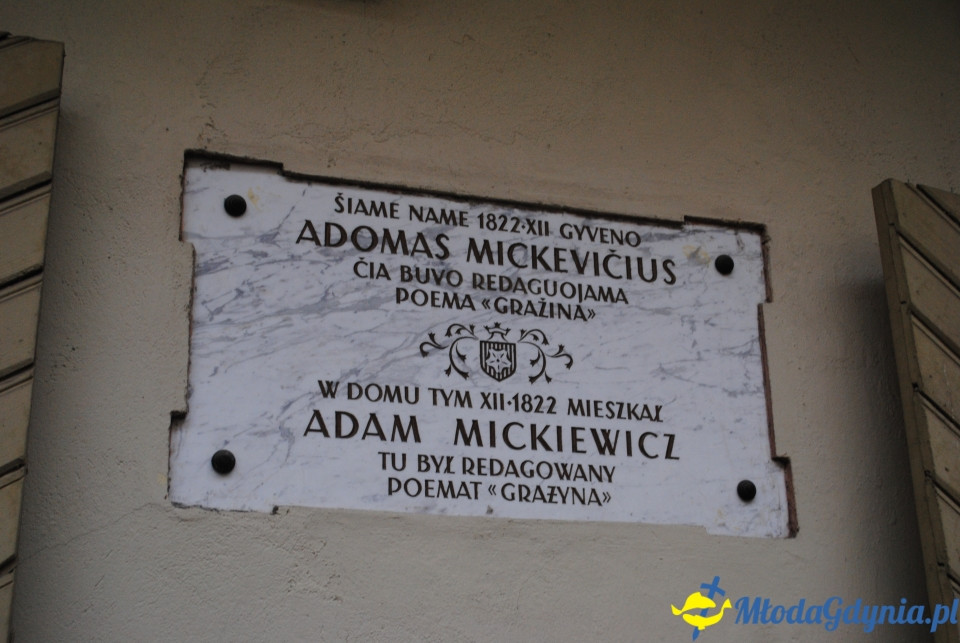 ŠIAME NAME 1822·XII GYVENO
ADOMAS MICKEVIČIUS
ČIA BUVO REDAGUOJAMA
POEMA «GRAŽINA»
W DOMU TYM XII·1822 MIESZKAŁ
ADAM MICKIEWICZ
TU BYŁ REDAGOWANY
POEMAT «GRAŻYNA»
MłodaGdynia.pl